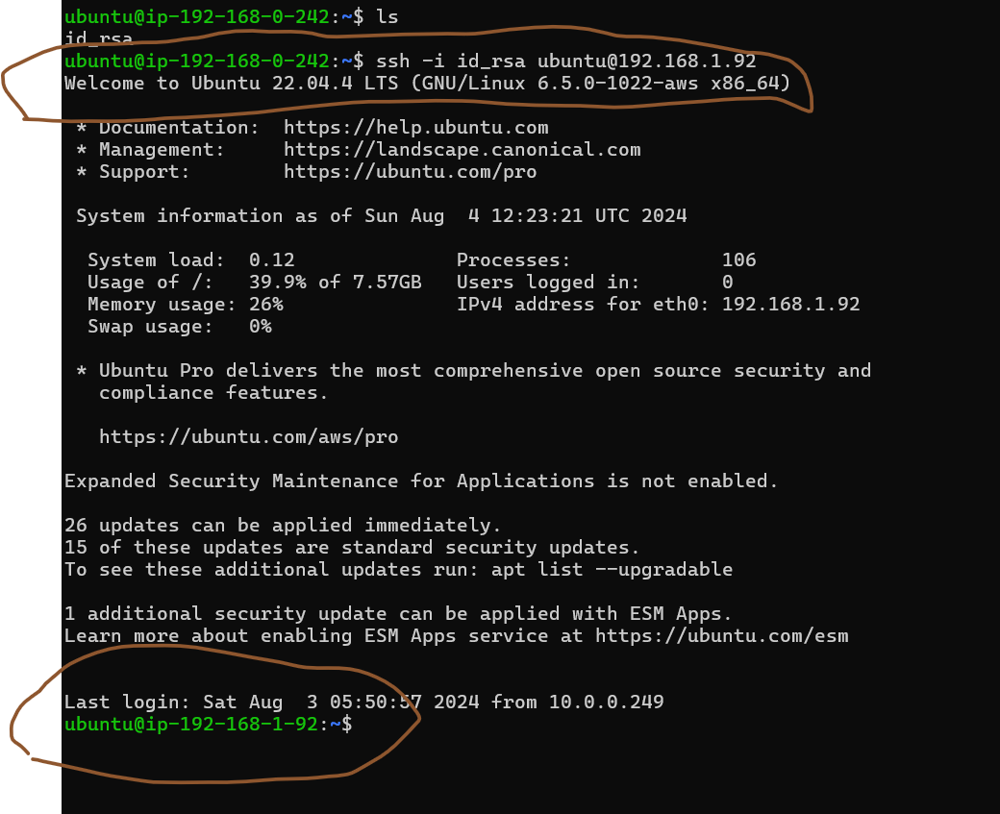 ubuntu@ip-192-168-0-242:~$ ls
id_rsa
ubuntu@ip-192-168-0-242:~$ ssh -i id_rsa ubuntu@192.168.1.92
Welcome to Ubuntu 22.04.4 LTS (GNU/Linux 6.5.0-1022-aws x86_64)

 * Documentation:  https://help.ubuntu.com
 * Management:     https://landscape.canonical.com
 * Support:        https://ubuntu.com/pro

 System information as of Sun Aug  4 12:23:21 UTC 2024

  System load:  0.12              Processes:             106
  Usage of /:   39.9% of 7.57GB   Users logged in:       0
  Memory usage: 26%               IPv4 address for eth0: 192.168.1.92
  Swap usage:   0%

 * Ubuntu Pro delivers the most comprehensive open source security and
   compliance features.

   https://ubuntu.com/aws/pro

Expanded Security Maintenance for Applications is not enabled.

26 updates can be applied immediately.
15 of these updates are standard security updates.
To see these additional updates run: apt list --upgradable

1 additional security update can be applied with ESM Apps.
Learn more about enabling ESM Apps service at https://ubuntu.com/esm

Last login: Sat Aug  3 05:50:57 2024 from 10.0.0.249
ubuntu@ip-192-168-1-92:~$